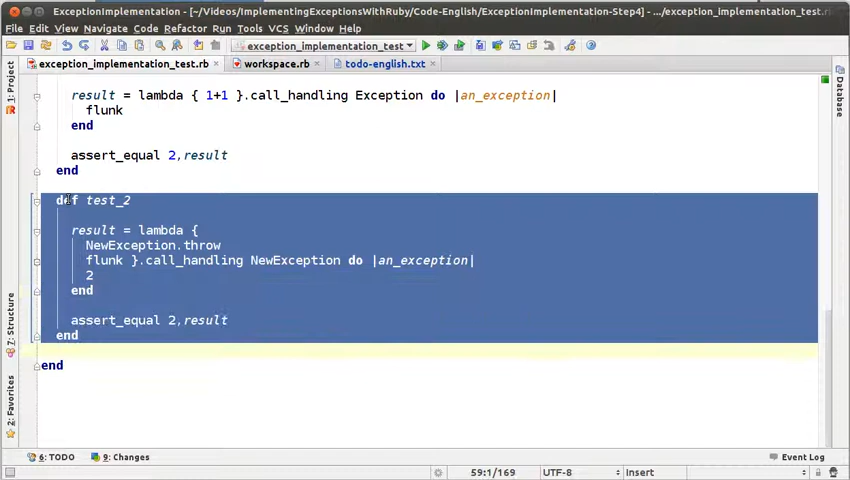 ExceptionImplementation - [~/Videos/ImplementingExceptionsWithRuby/Code-English/ExceptionImplementation-Step4] - .../exception_implementation_test.rb
File Edit View Navigate Code Refactor Run Tools VCS Window Help
exception_implementation_test
exception_implementation_test.rb workspace.rb todo-english.txt
1: Project
Database
result = lambda { 1+1 }.call_handling Exception do |an_exception|
flunk
end
assert_equal 2,result
end
def test_2
result = lambda {
NewException.throw
flunk }.call_handling NewException do |an_exception|
2
end
assert_equal 2,result
end
end
7: Structure
2: Favorites
6: TODO 9: Changes Event Log
59:1/169 UTF-8 Insert